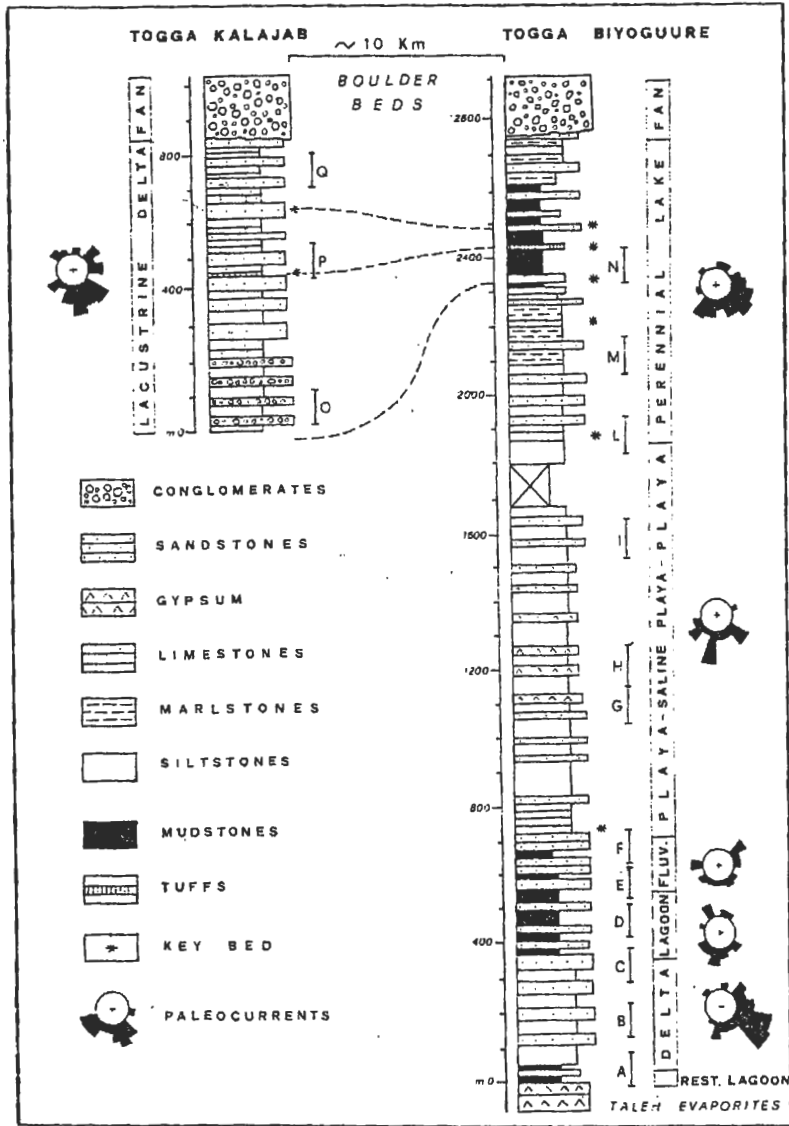 TOGGA KALAJAB
~ 10 Km
TOGGA BIYOGUURE
BOULDER
BEDS
LACUSTRINE DELTA FAN
800
400
m 0
Q
P
O
2800
2400
2000
1600
1200
800
400
m 0
N
M
L
I
H
G
F
E
D
C
B
A
FAN
PERENNIAL LAKE
PLAYA-SALINE PLAYA-PLAYA
FLUV.
LAGOON
DELTA
REST. LAGOON
TALEH EVAPORITES
CONGLOMERATES
SANDSTONES
GYPSUM
LIMESTONES
MARLSTONES
SILTSTONES
MUDSTONES
TUFFS
KEY BED
PALEOCURRENTS